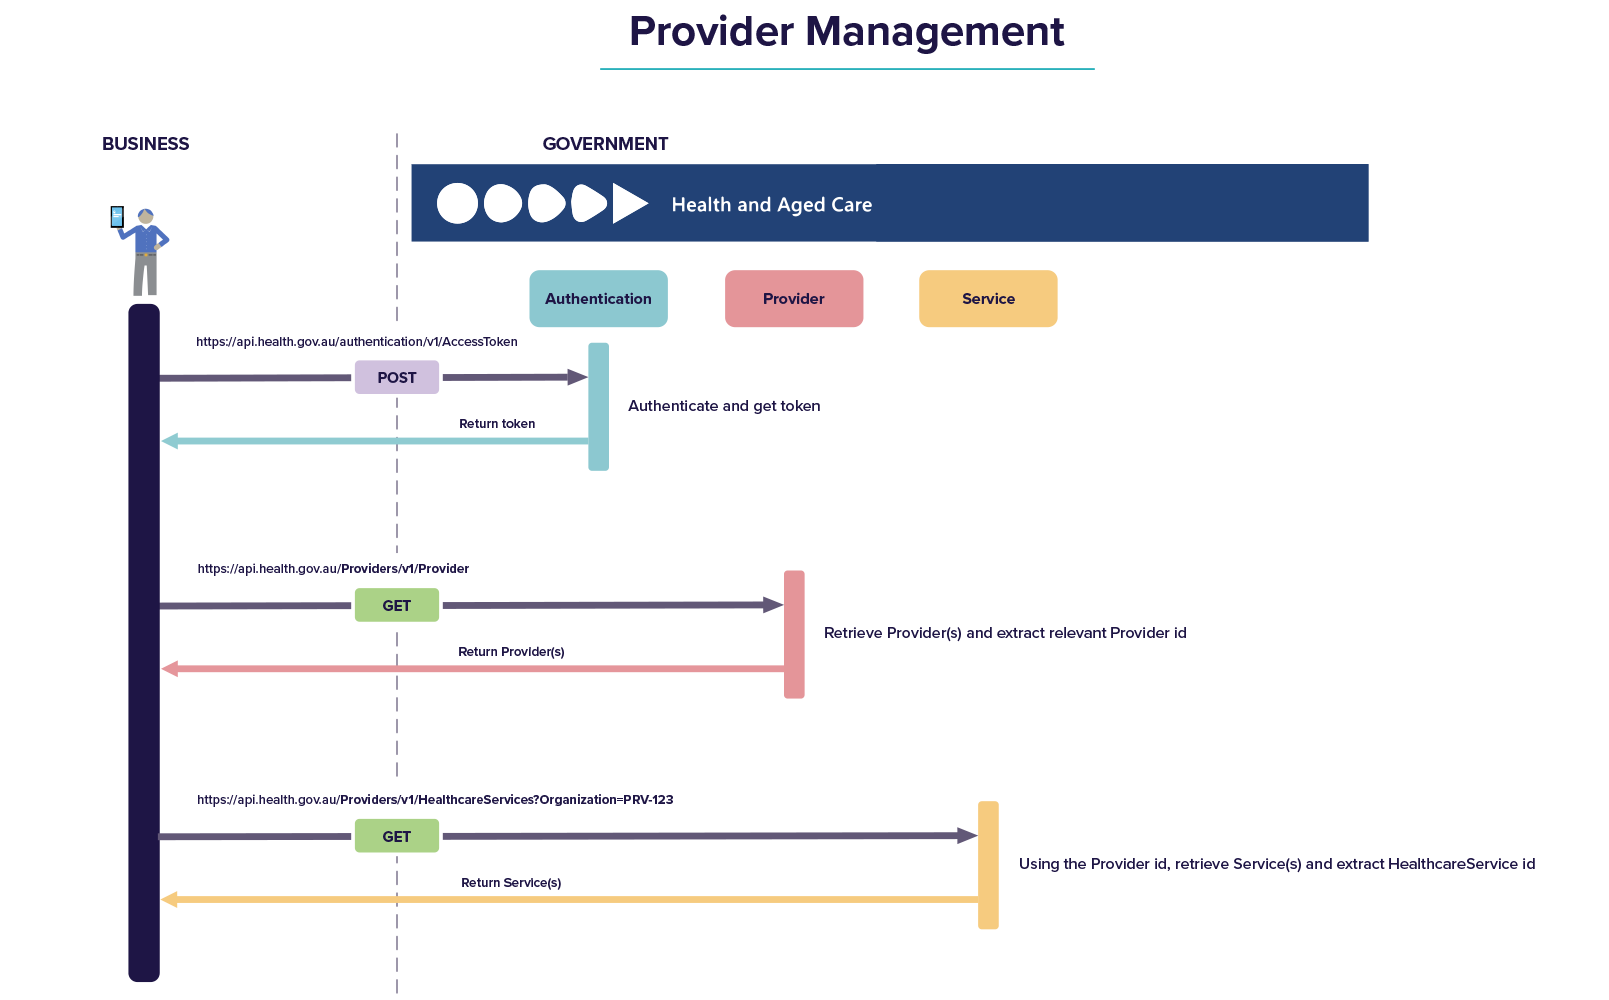 Provider Management
BUSINESS
GOVERNMENT
Health and Aged Care
Authentication
Provider
Service
https://api.health.gov.au/authentication/v1/AccessToken
POST
Authenticate and get token
Return token
https://api.health.gov.au/Providers/v1/Provider
GET
Retrieve Provider(s) and extract relevant Provider id
Return Provider(s)
https://api.health.gov.au/Providers/v1/HealthcareServices?Organization=PRV-123
GET
Using the Provider id, retrieve Service(s) and extract HealthcareService id
Return Service(s)